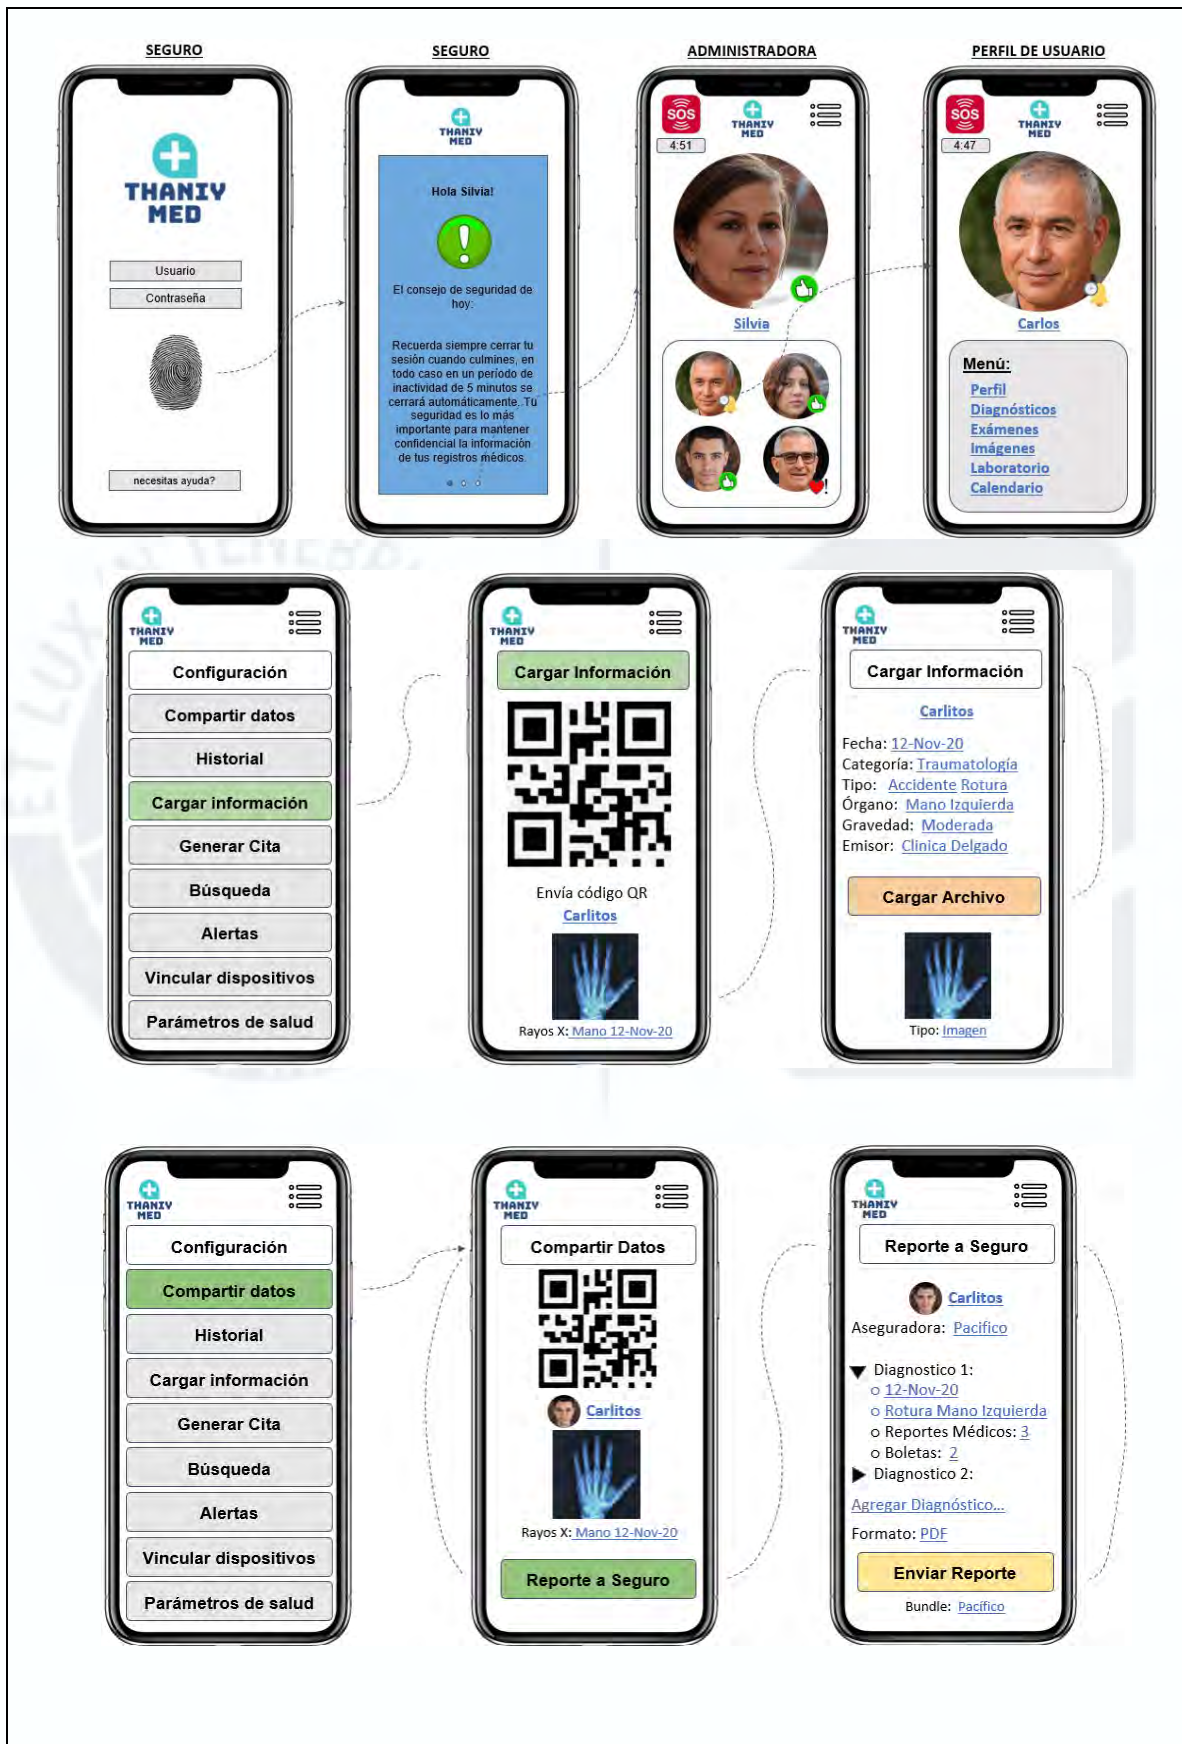 SEGURO
THANIY
MED
Usuario
Contraseña
necesitas ayuda?
SEGURO
THANIY
MED
Hola Silvia!
El consejo de seguridad de
hoy:
Recuerda siempre cerrar tu
sesión cuando culmines, en
todo caso en un período de
inactividad de 5 minutos se
cerrará automáticamente. Tú
seguridad es lo más
importante para mantener
confidencial la información
de tus registros médicos.
ADMINISTRADORA
SOS
THANIY
MED
4:51
Silvia
PERFIL DE USUARIO
SOS
THANIY
MED
4:47
Carlos
Menú:
Perfil
Diagnósticos
Exámenes
Imágenes
Laboratorio
Calendario
THANIY
MED
Configuración
Compartir datos
Historial
Cargar información
Generar Cita
Búsqueda
Alertas
Vincular dispositivos
Parámetros de salud
THANIY
MED
Cargar Información
Envía código QR
Carlitos
Rayos X: Mano 12-Nov-20
THANIY
MED
Cargar Información
Carlitos
Fecha: 12-Nov-20
Categoría: Traumatología
Tipo: Accidente Rotura
Órgano: Mano Izquierda
Gravedad: Moderada
Emisor: Clinica Delgado
Cargar Archivo
Tipo: Imagen
THANIY
MED
Configuración
Compartir datos
Historial
Cargar información
Generar Cita
Búsqueda
Alertas
Vincular dispositivos
Parámetros de salud
THANIY
MED
Compartir Datos
Carlitos
Rayos X: Mano 12-Nov-20
Reporte a Seguro
THANIY
MED
Reporte a Seguro
Carlitos
Aseguradora: Pacifico
Diagnostico 1:
o 12-Nov-20
o Rotura Mano Izquierda
o Reportes Médicos: 3
o Boletas: 2
Diagnostico 2:
Agregar Diagnóstico...
Formato: PDF
Enviar Reporte
Bundle: Pacífico